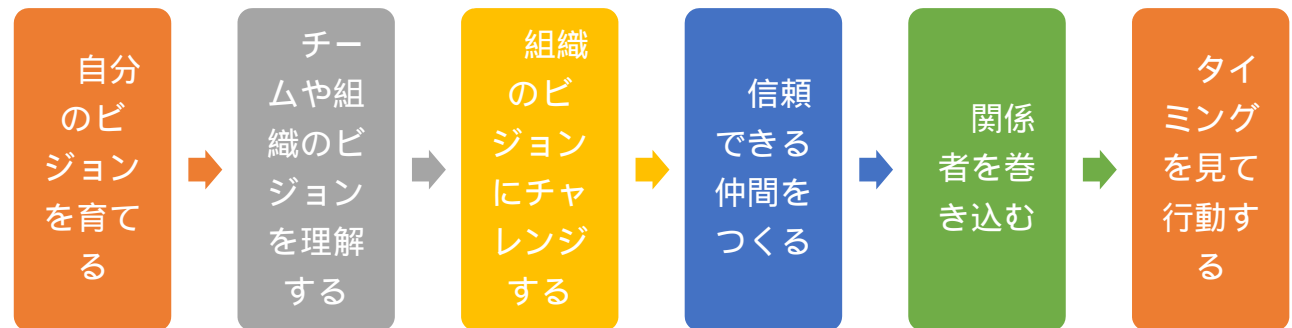 自分
のビ
ジョン
を育て
る
チー
ムや組
織のビ
ジョン
を理解
する
組織
のビ
ジョン
にチャ
レンジ
する
信頼
できる
仲間を
つくる
関係
者を巻
き込む
タイ
ミング
を見て
行動す
る